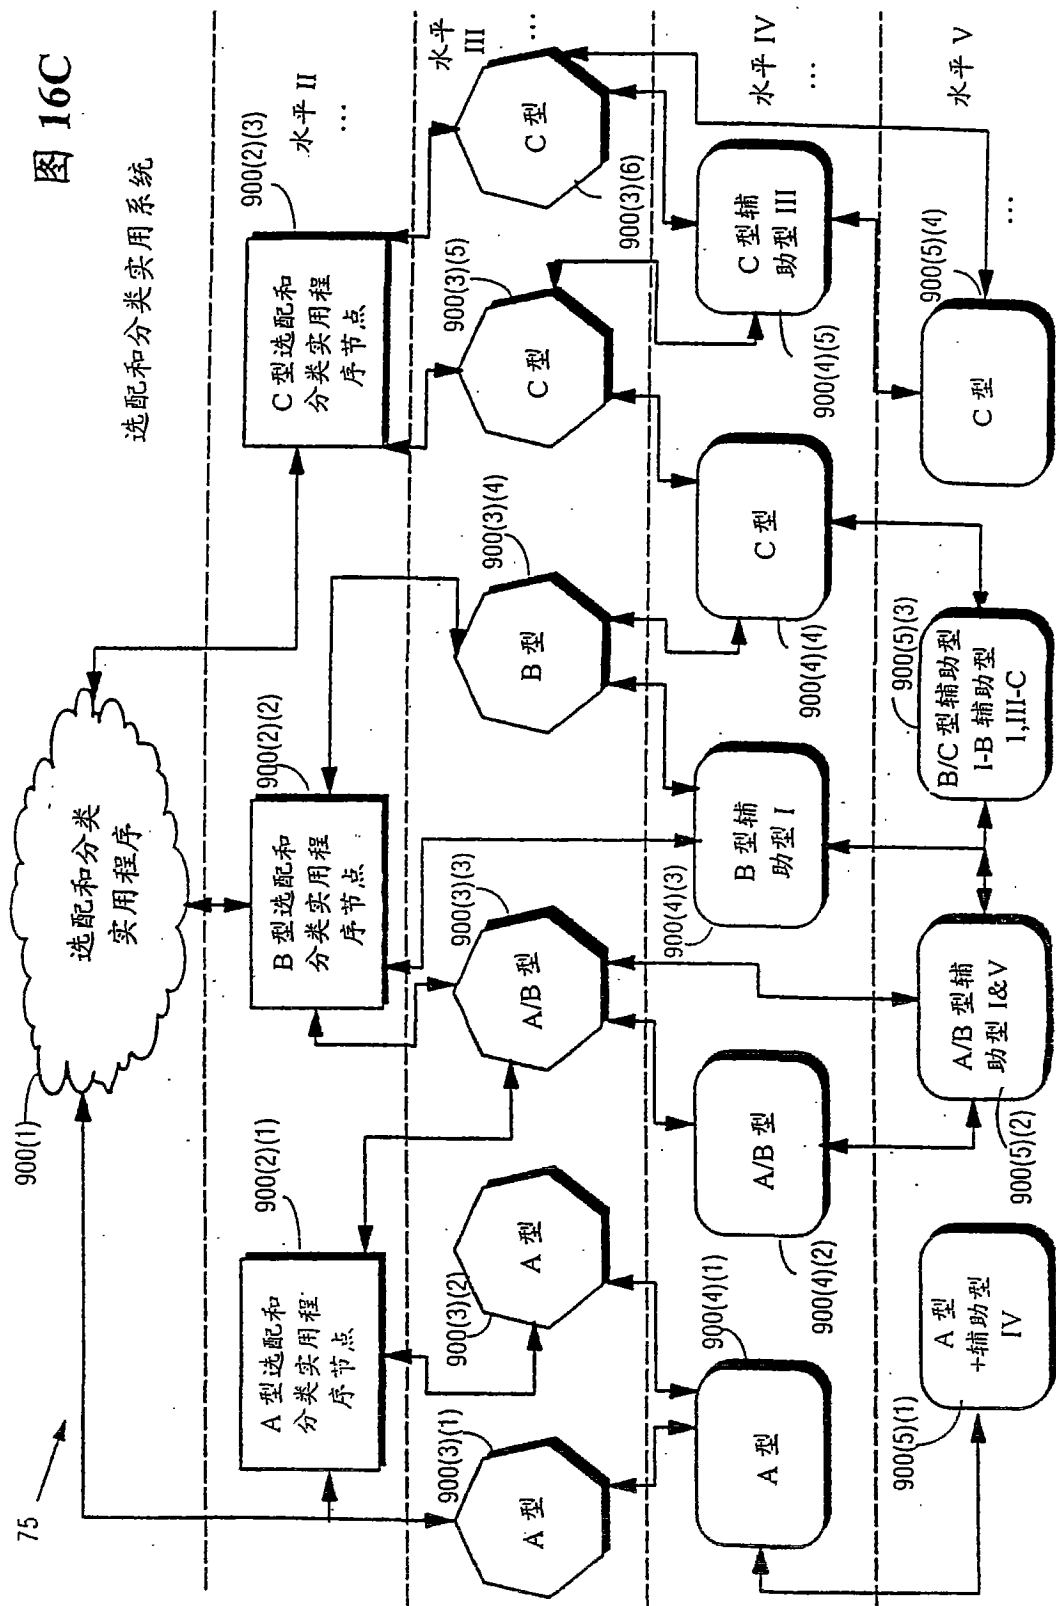 图 16C
选配和分类实用系统
75
900(1)
选配和分类
实用程序
水平 II
...
900(2)(1)
A 型选配和
分类实用程
序节点
900(2)(2)
B 型选配和
分类实用程
序节点
900(2)(3)
C 型选配和
分类实用程
序节点
水平
III
...
900(3)(1)
A 型
900(3)(2)
A 型
900(3)(3)
A/B 型
900(3)(4)
B 型
900(3)(5)
C 型
900(3)(6)
C 型
水平 IV
...
900(4)(1)
A 型
900(4)(2)
A/B 型
900(4)(3)
B 型辅
助型 I
900(4)(4)
C 型
900(4)(5)
C 型辅
助型 III
水平 V
...
900(5)(1)
A 型
+辅助型
IV
900(5)(2)
A/B 型辅
助型 I&V
900(5)(3)
B/C 型辅助型
I-B 辅助型
1,III-C
900(5)(4)
C 型